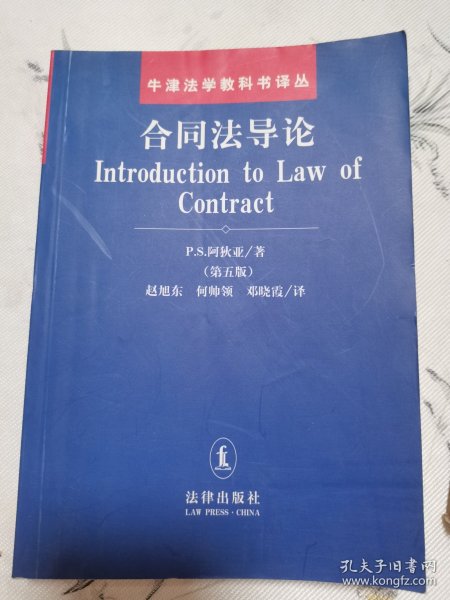 牛津法学教科书译丛
合同法导论
Introduction to Law of
Contract
P.S.阿狄亚/著
(第五版)
赵旭东 何帅领 邓晓霞/译
法律出版社
LAW PRESS·CHINA
孔夫子旧书网
www.kongfz.com